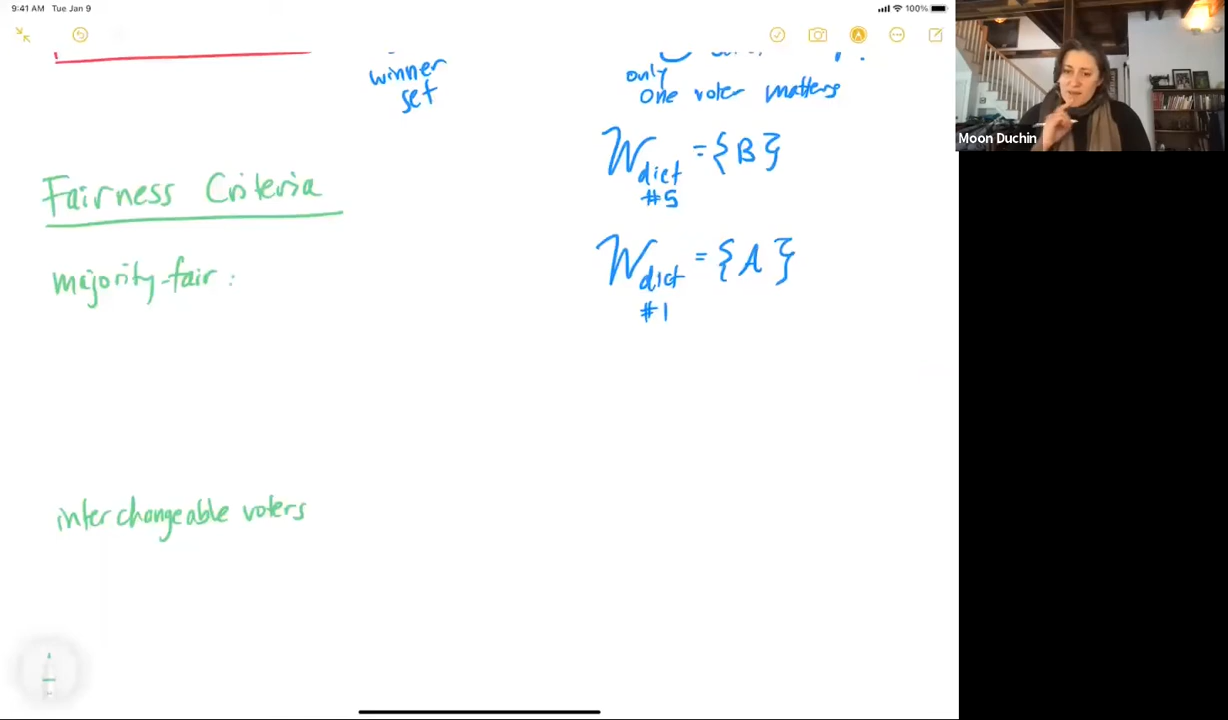 9:41 AM Tue Jan 9
100%
Moon Duchin
winner
set
only
one voter matters
W dict #5 = {B}
Fairness Criteria
W dict #1 = {A}
majority-fair:
interchangeable voters